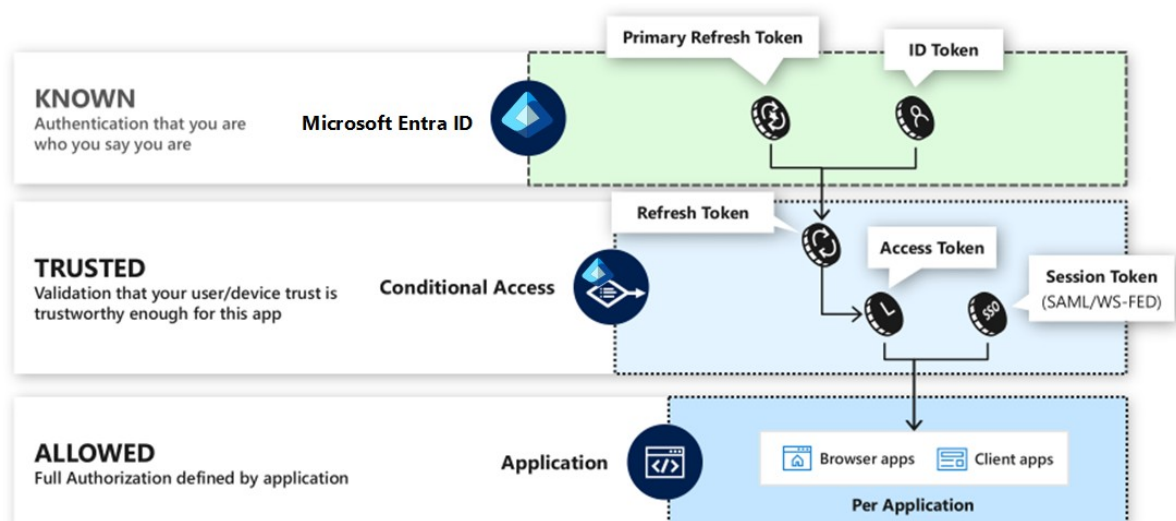 Primary Refresh Token
ID Token
KNOWN
Authentication that you are
who you say you are
Microsoft Entra ID
Refresh Token
Access Token
Session Token
(SAML/WS-FED)
TRUSTED
Validation that your user/device trust is
trustworthy enough for this app
Conditional Access
SSO
ALLOWED
Full Authorization defined by application
Application
Browser apps
Client apps
Per Application